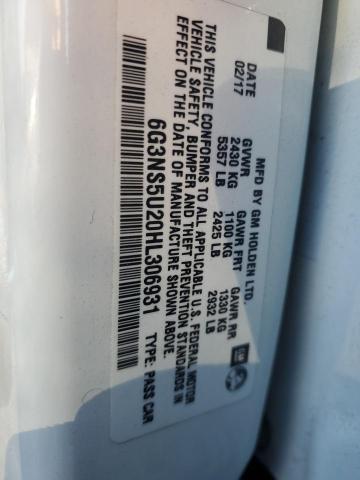 MFD BY GM HOLDEN LTD.
DATE GVWR GAWR FRT GAWR RR
02/17 2430 KG 1100 KG 1330 KG
5357 LB 2425 LB 2932 LB
THIS VEHICLE CONFORMS TO ALL APPLICABLE U.S. FEDERAL MOTOR
VEHICLE SAFETY, BUMPER AND THEFT PREVENTION STANDARDS IN
EFFECT ON THE DATE OF MANUFACTURE SHOWN ABOVE.
6G3NS5U20HL306931 TYPE: PASS CAR
GM